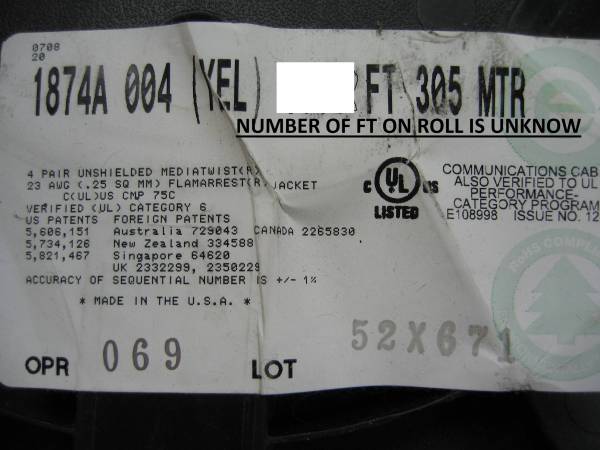 0708
20
1874A 004 (YEL) FT 305 MTR
NUMBER OF FT ON ROLL IS UNKNOW
4 PAIR UNSHIELDED MEDIATWIST(R)
23 AWG (.25 SQ MM) FLAMARREST(R) JACKET
C(UL)US CMP 75C
VERIFIED (UL) CATEGORY 6
US PATENTS FOREIGN PATENTS
5,606,151 Australia 729043 CANADA 2265830
5,734,126 New Zealand 334588
5,821,467 Singapore 64620
UK 2332299, 2350229
ACCURACY OF SEQUENTIAL NUMBER IS +/- 1%
* MADE IN THE U.S.A. *
C UL US
LISTED
COMMUNICATIONS CAB
ALSO VERIFIED TO UL
PERFORMANCE-
CATEGORY PROGRAM
E108998 ISSUE NO. 12
RoHS COMPL
OPR 069 LOT 52X671